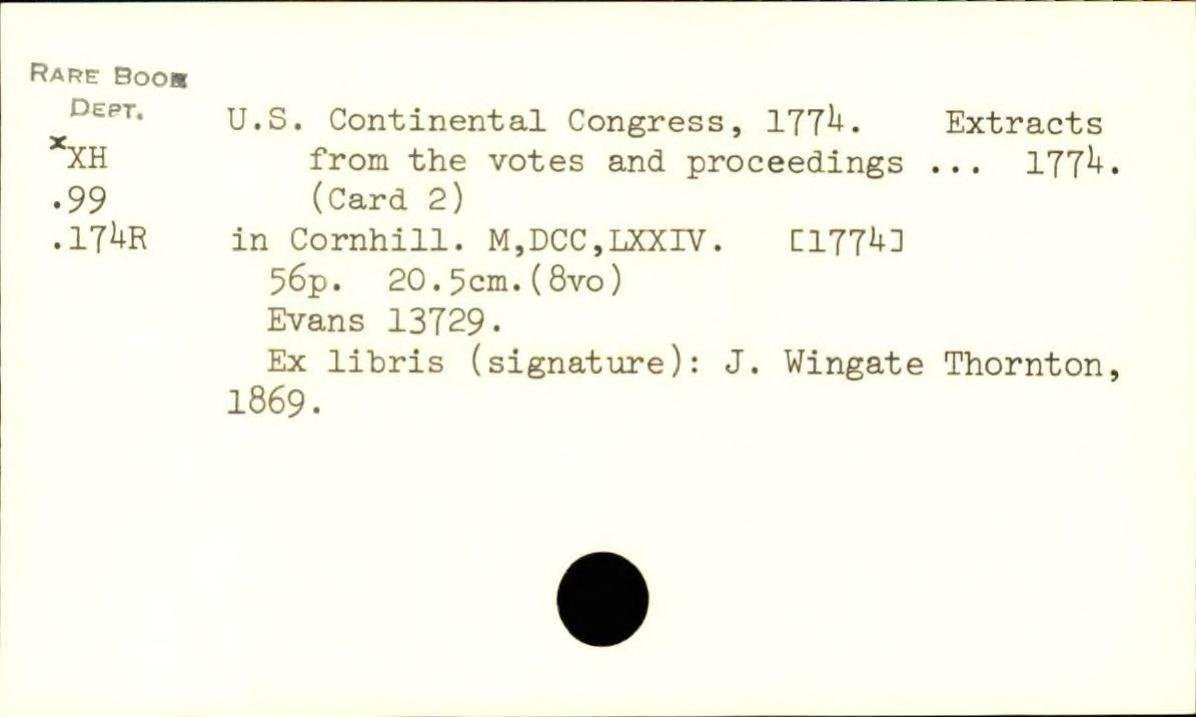 RARE BOOK
DEPT.
U.S. Continental Congress, 1774. Extracts
xXH from the votes and proceedings ... 1774.
.99 (Card 2)
.174R in Cornhill. M,DCC,LXXIV. [1774]
56p. 20.5cm.(8vo)
Evans 13729.
Ex libris (signature): J. Wingate Thornton,
1869.